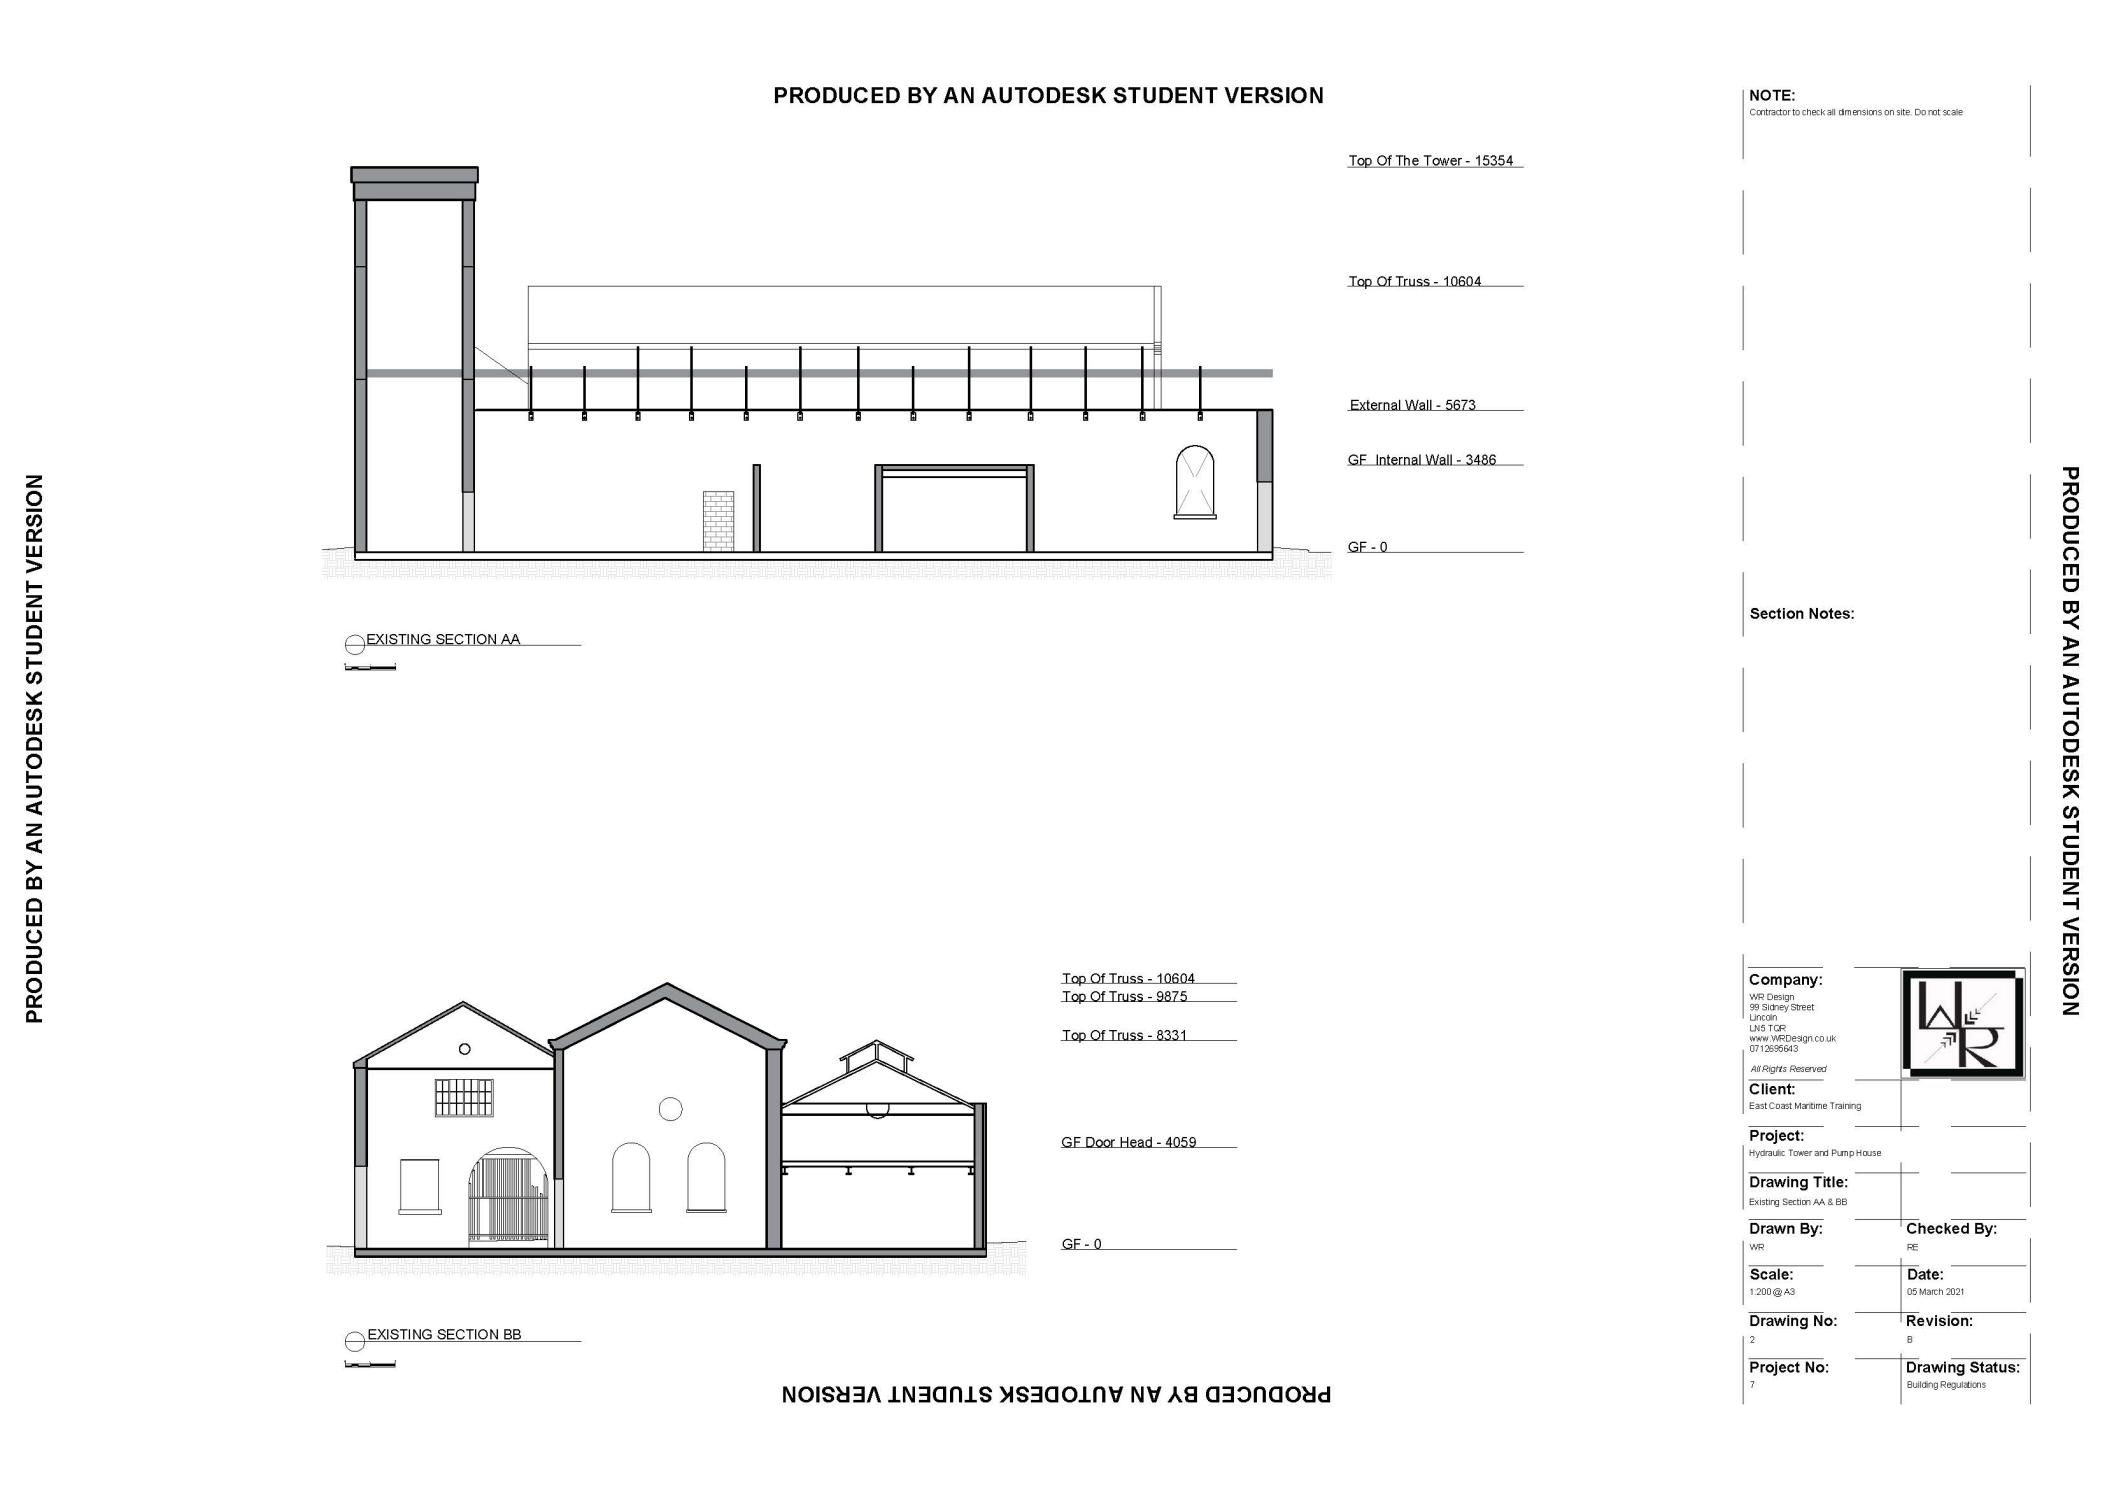 PRODUCED BY AN AUTODESK STUDENT VERSION
PRODUCED BY AN AUTODESK STUDENT VERSION
Top Of The Tower - 15354
Top Of Truss - 10604
External Wall - 5673
GF Internal Wall - 3486
GF - 0
EXISTING SECTION AA
Top Of Truss - 10604
Top Of Truss - 9875
Top Of Truss - 8331
GF Door Head - 4059
GF - 0
EXISTING SECTION BB
PRODUCED BY AN AUTODESK STUDENT VERSION
NOTE:
Contractor to check all dimensions on site. Do not scale
Section Notes:
Company:
WR Design
99 Sidney Street
Lincoln
LN5 TQR
www.WRDesign.co.uk
0712695643
All Rights Reserved
WR
Client:
East Coast Maritime Training
Project:
Hydraulic Tower and Pump House
Drawing Title:
Existing Section AA & BB
Drawn By:
WR
Checked By:
RE
Scale:
1:200 @ A3
Date:
05 March 2021
Drawing No:
2
Revision:
B
Project No:
7
Drawing Status:
Building Regulations
PRODUCED BY AN AUTODESK STUDENT VERSION